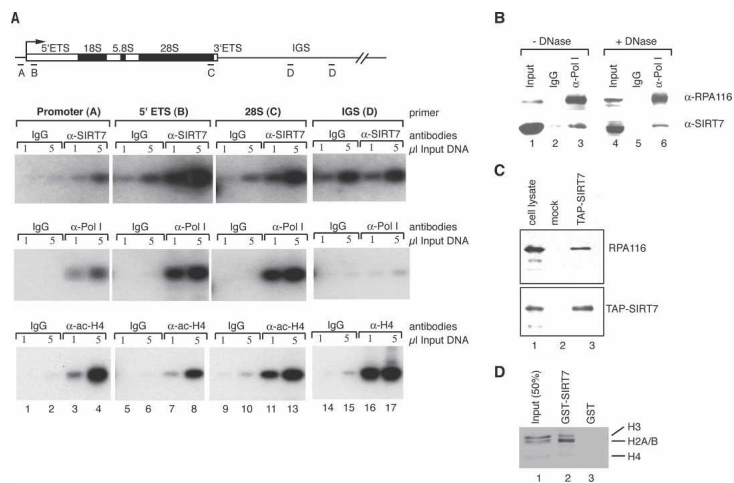 A
5'ETS 18S 5.8S 28S 3'ETS IGS
A B C D D
Promoter (A) 5' ETS (B) 28S (C) IGS (D) primer
IgG α-SIRT7 IgG α-SIRT7 IgG α-SIRT7 IgG α-SIRT7 antibodies
1 5 1 5 1 5 1 5 1 5 1 5 1 5 1 5 μl Input DNA
IgG α-Pol I IgG α-Pol I IgG α-Pol I IgG α-Pol I antibodies
1 5 1 5 1 5 1 5 1 5 1 5 1 5 1 5 μl Input DNA
IgG α-ac-H4 IgG α-ac-H4 IgG α-ac-H4 IgG α-H4 antibodies
1 5 1 5 1 5 1 5 1 5 1 5 1 5 1 5 μl Input DNA
1 2 3 4 5 6 7 8 9 10 11 13 14 15 16 17
B
- DNase + DNase
Input IgG α-Pol I Input IgG α-Pol I
α-RPA116
α-SIRT7
1 2 3 4 5 6
C
cell lysate mock TAP-SIRT7
RPA116
TAP-SIRT7
1 2 3
D
Input (50%) GST-SIRT7 GST
H3
H2A/B
H4
1 2 3